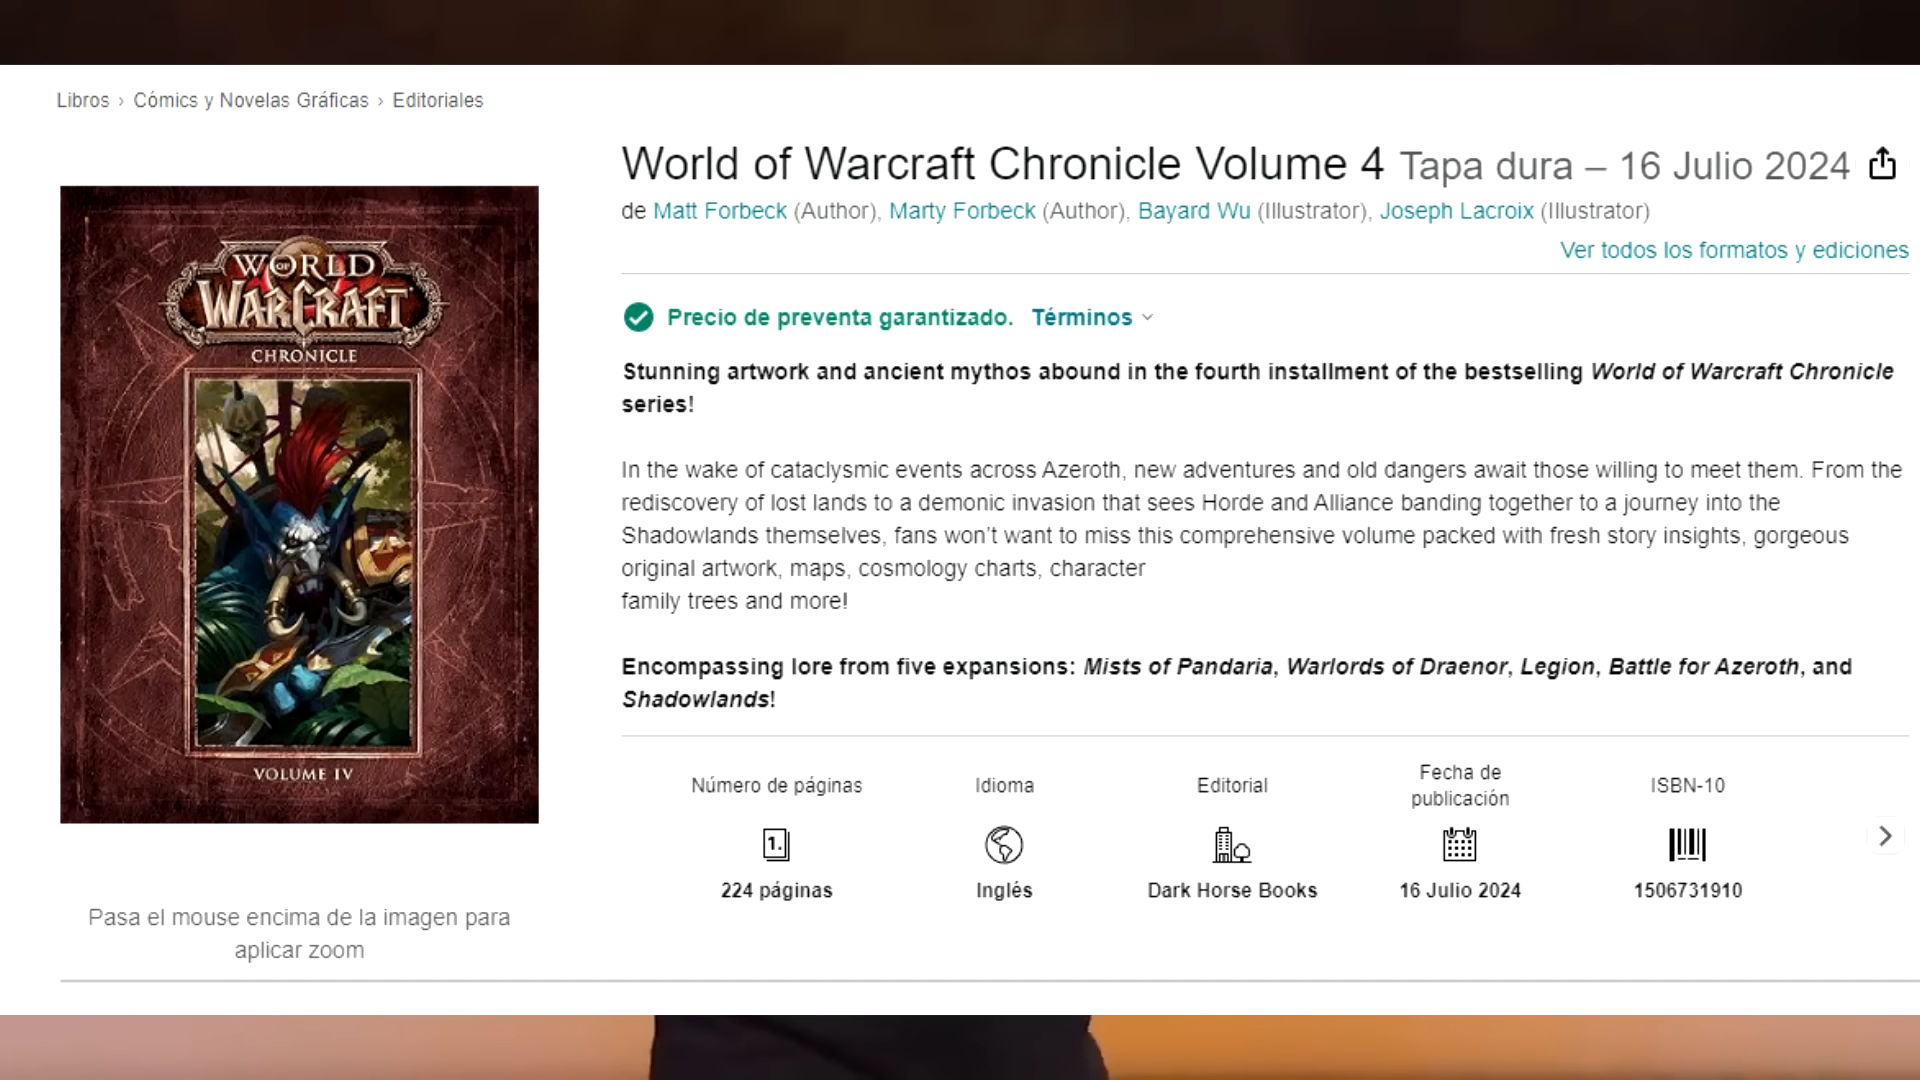 Libros › Cómics y Novelas Gráficas › Editoriales
World of Warcraft Chronicle Volume 4 Tapa dura – 16 Julio 2024
de Matt Forbeck (Author), Marty Forbeck (Author), Bayard Wu (Illustrator), Joseph Lacroix (Illustrator)
Ver todos los formatos y ediciones
WORLD OF
WARCRAFT
CHRONICLE
VOLUME IV
Pasa el mouse encima de la imagen para
aplicar zoom
Precio de preventa garantizado. Términos
Stunning artwork and ancient mythos abound in the fourth installment of the bestselling World of Warcraft Chronicle
series!
In the wake of cataclysmic events across Azeroth, new adventures and old dangers await those willing to meet them. From the
rediscovery of lost lands to a demonic invasion that sees Horde and Alliance banding together to a journey into the
Shadowlands themselves, fans won’t want to miss this comprehensive volume packed with fresh story insights, gorgeous
original artwork, maps, cosmology charts, character
family trees and more!
Encompassing lore from five expansions: Mists of Pandaria, Warlords of Draenor, Legion, Battle for Azeroth, and
Shadowlands!
Número de páginas
1.
224 páginas
Idioma
Inglés
Editorial
Dark Horse Books
Fecha de
publicación
16 Julio 2024
ISBN-10
1506731910